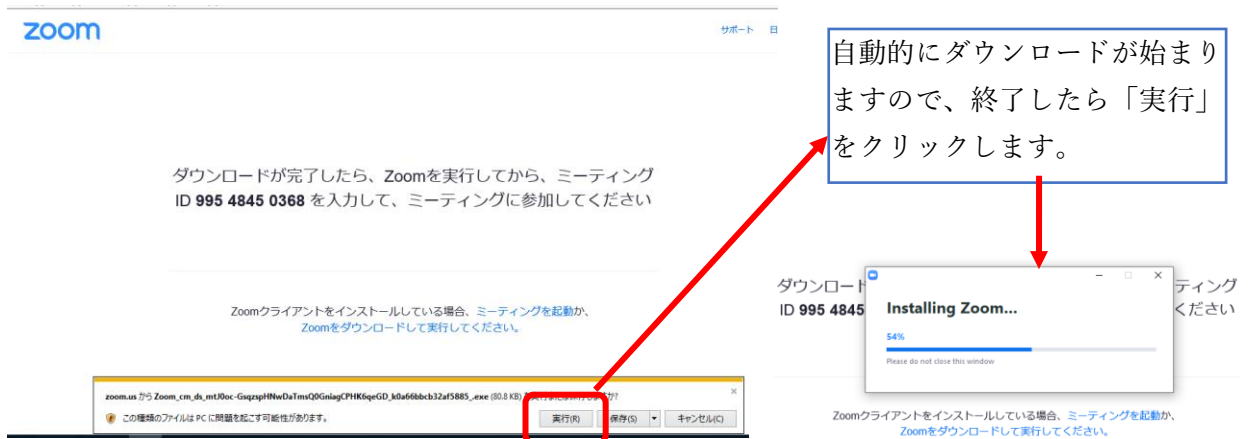 zoom
サポート 日
ダウンロードが完了したら、Zoomを実行してから、ミーティング
ID 995 4845 0368 を入力して、ミーティングに参加してください
Zoomクライアントをインストールしている場合、ミーティングを起動か、
Zoomをダウンロードして実行してください。
zoom.us から Zoom_cm_ds_mtJ0oc-GsqzspHNwDaTmsQ0GniagCPHK6qeGD_k0a66bbcb32af5885_.exe (80.8 KB) を実行または保存しますか?
この種類のファイルは PC に問題を起こす可能性があります。
実行(R) 保存(S) キャンセル(C)
自動的にダウンロードが始まり
ますので、終了したら「実行」
をクリックします。
ダウンロード ティング
ID 995 4845 ください
Installing Zoom...
54%
Please do not close this window
Zoomクライアントをインストールしている場合、ミーティングを起動か、
Zoomをダウンロードして実行してください。